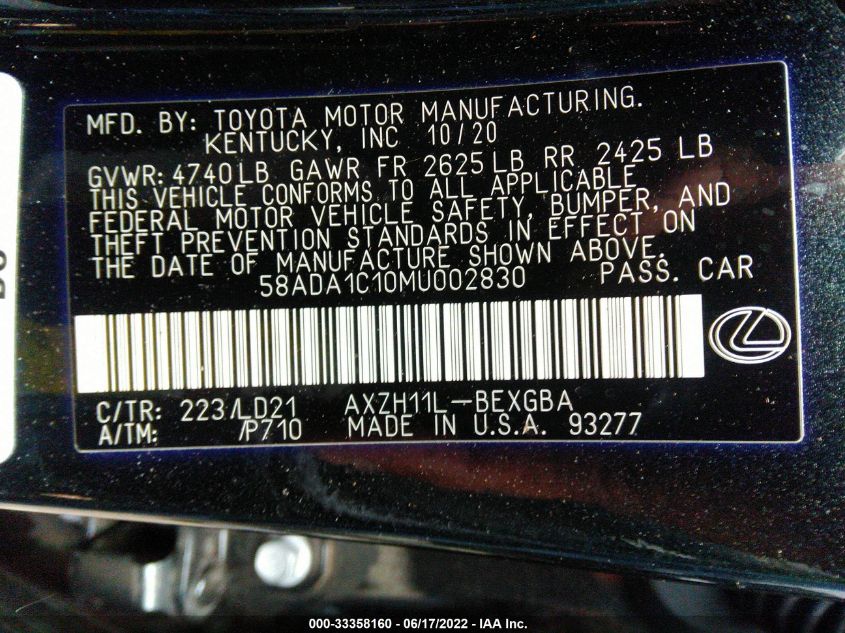 MFD. BY: TOYOTA MOTOR MANUFACTURING.
KENTUCKY, INC 10/20
GVWR: 4740LB GAWR FR 2625LB RR 2425 LB
THIS VEHICLE CONFORMS TO ALL APPLICABLE
FEDERAL MOTOR VEHICLE SAFETY, BUMPER, AND
THEFT PREVENTION STANDARDS IN EFFECT ON
THE DATE OF MANUFACTURE SHOWN ABOVE.
58ADA1C10MU002830 PASS. CAR
C/TR: 223/LD21 AXZH11L-BEXGBA
A/TM: /P710 MADE IN U.S.A. 93277
000-33358160 - 06/17/2022 - IAA Inc.